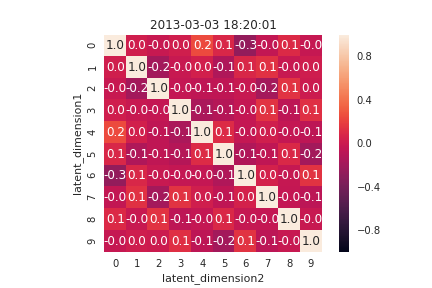 2013-03-03 18:20:01
latent_dimension1
0 1.0 0.0 -0.0 0.0 0.2 0.1 -0.3 -0.0 0.1 -0.0
1 0.0 1.0 -0.2 -0.0 0.0 -0.1 0.1 0.1 -0.0 0.0
2 -0.0 -0.2 1.0 -0.0 -0.1 -0.1 -0.0 -0.2 0.1 0.0
3 0.0 -0.0 -0.0 1.0 -0.1 -0.1 -0.0 0.1 -0.1 0.1
4 0.2 0.0 -0.1 -0.1 1.0 0.1 -0.0 0.0 -0.0 -0.1
5 0.1 -0.1 -0.1 -0.1 0.1 1.0 -0.1 -0.1 0.1 -0.2
6 -0.3 0.1 -0.0 -0.0 -0.0 -0.1 1.0 0.0 -0.0 0.1
7 -0.0 0.1 -0.2 0.1 0.0 -0.1 0.0 1.0 -0.0 -0.1
8 0.1 -0.0 0.1 -0.1 -0.0 0.1 -0.0 -0.0 1.0 -0.0
9 -0.0 0.0 0.0 0.1 -0.1 -0.2 0.1 -0.1 -0.0 1.0
0 1 2 3 4 5 6 7 8 9
latent_dimension2
0.8
0.4
0.0
−0.4
−0.8